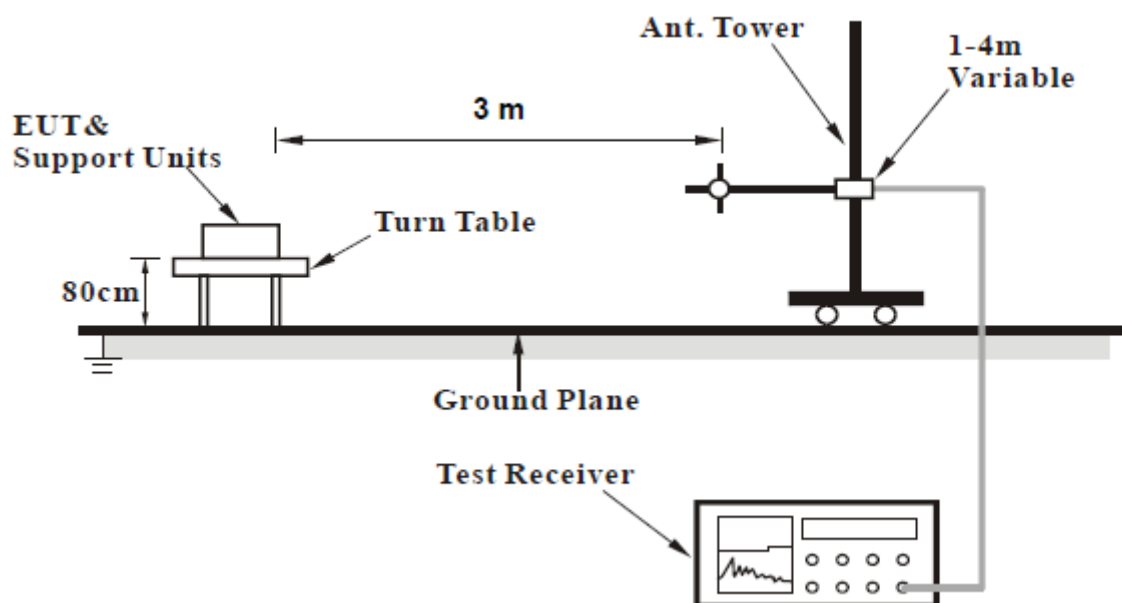 Ant. Tower
1-4m
Variable
3 m
EUT&
Support Units
Turn Table
80cm
Ground Plane
Test Receiver